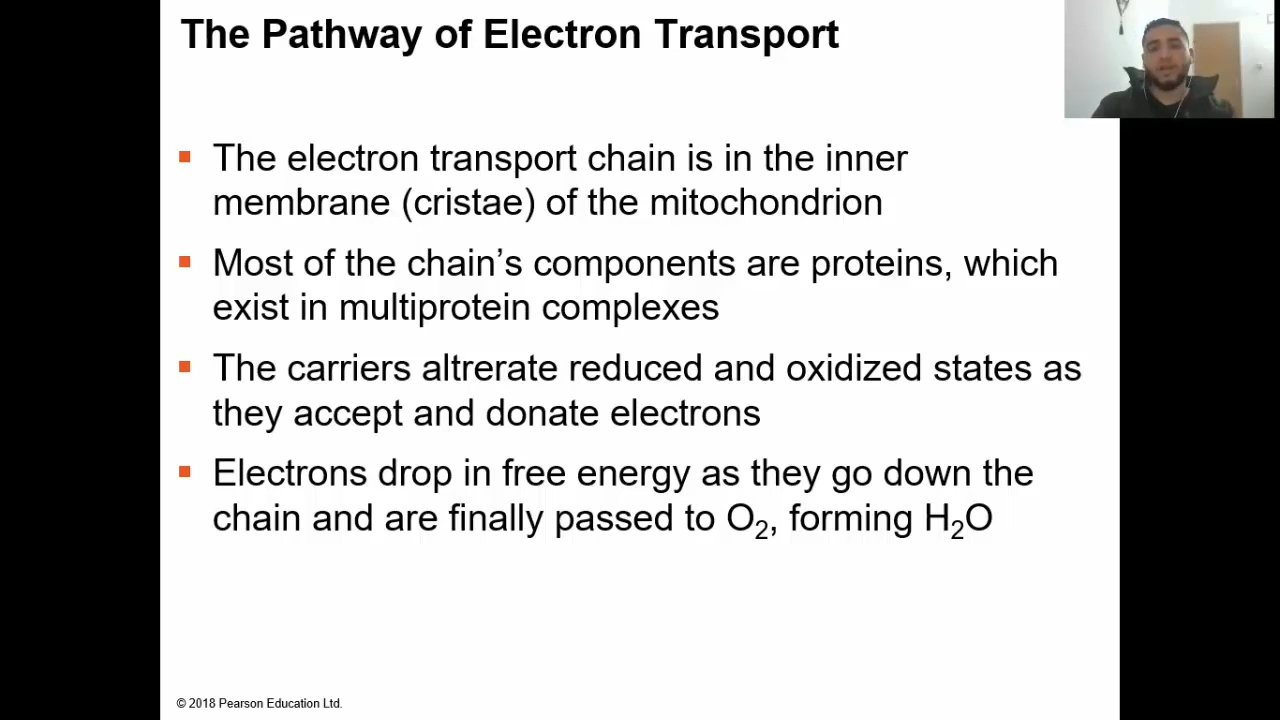 The Pathway of Electron Transport
The electron transport chain is in the inner
membrane (cristae) of the mitochondrion
Most of the chain’s components are proteins, which
exist in multiprotein complexes
The carriers altrerate reduced and oxidized states as
they accept and donate electrons
Electrons drop in free energy as they go down the
chain and are finally passed to O₂, forming H₂O
© 2018 Pearson Education Ltd.